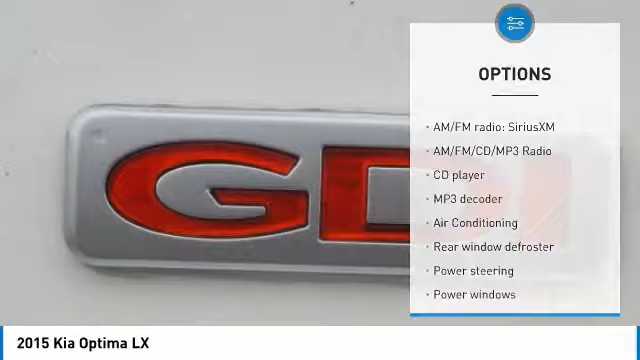 GDI
OPTIONS
· AM/FM radio: SiriusXM
· AM/FM/CD/MP3 Radio
· CD player
· MP3 decoder
· Air Conditioning
· Rear window defroster
· Power steering
· Power windows
2015 Kia Optima LX